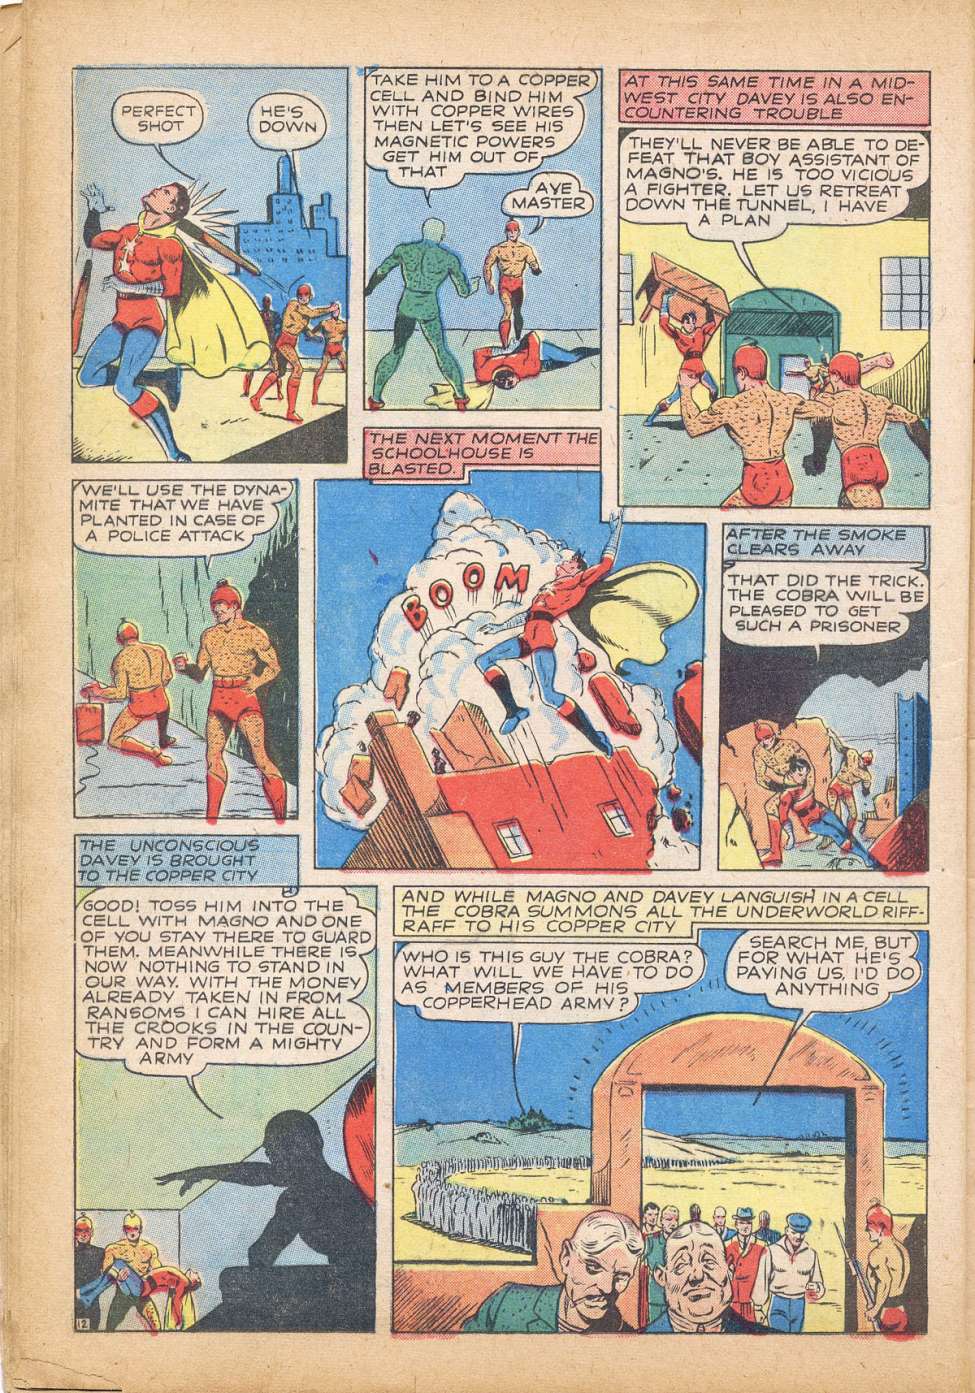 PERFECT
SHOT
HE'S
DOWN
TAKE HIM TO A COPPER
CELL AND BIND HIM
WITH COPPER WIRES
THEN LET'S SEE HIS
MAGNETIC POWERS
GET HIM OUT OF
THAT
AYE
MASTER
AT THIS SAME TIME IN A MID-
WEST CITY DAVEY IS ALSO EN-
COUNTERING TROUBLE
THEY'LL NEVER BE ABLE TO DE-
FEAT THAT BOY ASSISTANT OF
MAGNO'S. HE IS TOO VICIOUS
A FIGHTER. LET US RETREAT
DOWN THE TUNNEL, I HAVE
A PLAN
WE'LL USE THE DYNA-
MITE THAT WE HAVE
PLANTED IN CASE OF
A POLICE ATTACK
THE NEXT MOMENT THE
SCHOOLHOUSE IS
BLASTED.
BOOM
AFTER THE SMOKE
CLEARS AWAY
THAT DID THE TRICK.
THE COBRA WILL BE
PLEASED TO GET
SUCH A PRISONER
THE UNCONSCIOUS
DAVEY IS BROUGHT
TO THE COPPER CITY
GOOD! TOSS HIM INTO THE
CELL WITH MAGNO AND ONE
OF YOU STAY THERE TO GUARD
THEM. MEANWHILE THERE IS
NOW NOTHING TO STAND IN
OUR WAY. WITH THE MONEY
ALREADY TAKEN IN FROM
RANSOMS I CAN HIRE ALL
THE CROOKS IN THE COUN-
TRY AND FORM A MIGHTY
ARMY
12
AND WHILE MAGNO AND DAVEY LANGUISH IN A CELL
THE COBRA SUMMONS ALL THE UNDERWORLD RIFF-
RAFF TO HIS COPPER CITY
WHO IS THIS GUY THE COBRA?
WHAT WILL WE HAVE TO DO
AS MEMBERS OF HIS
COPPERHEAD ARMY?
SEARCH ME, BUT
FOR WHAT HE'S
PAYING US, I'D DO
ANYTHING